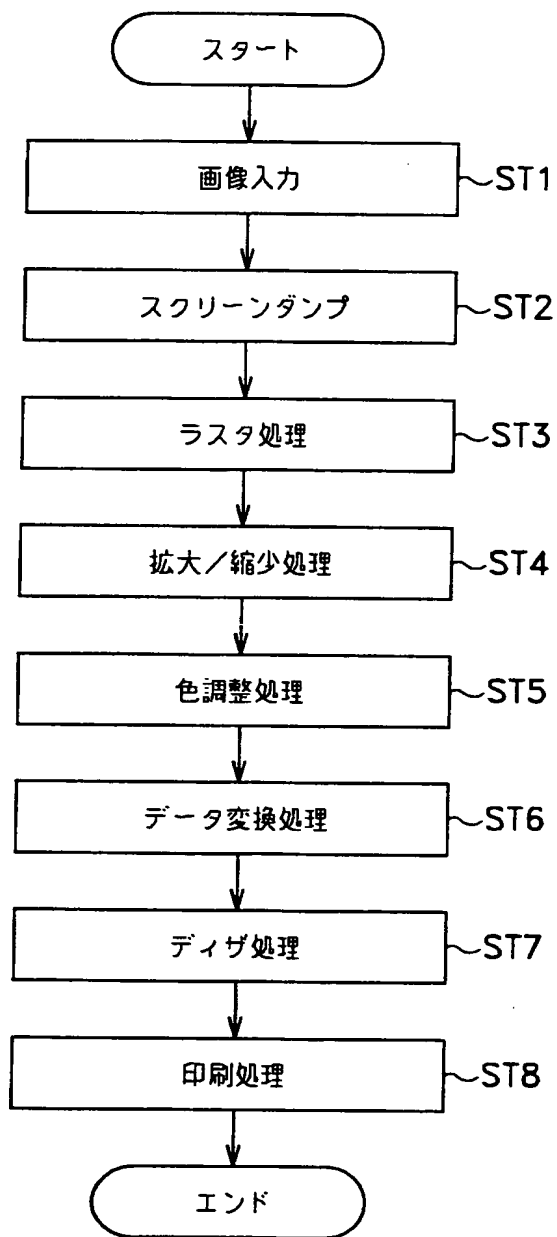 スタート
画像入力 ST1
スクリーンダンプ ST2
ラスタ処理 ST3
拡大／縮少処理 ST4
色調整処理 ST5
データ変換処理 ST6
ディザ処理 ST7
印刷処理 ST8
エンド